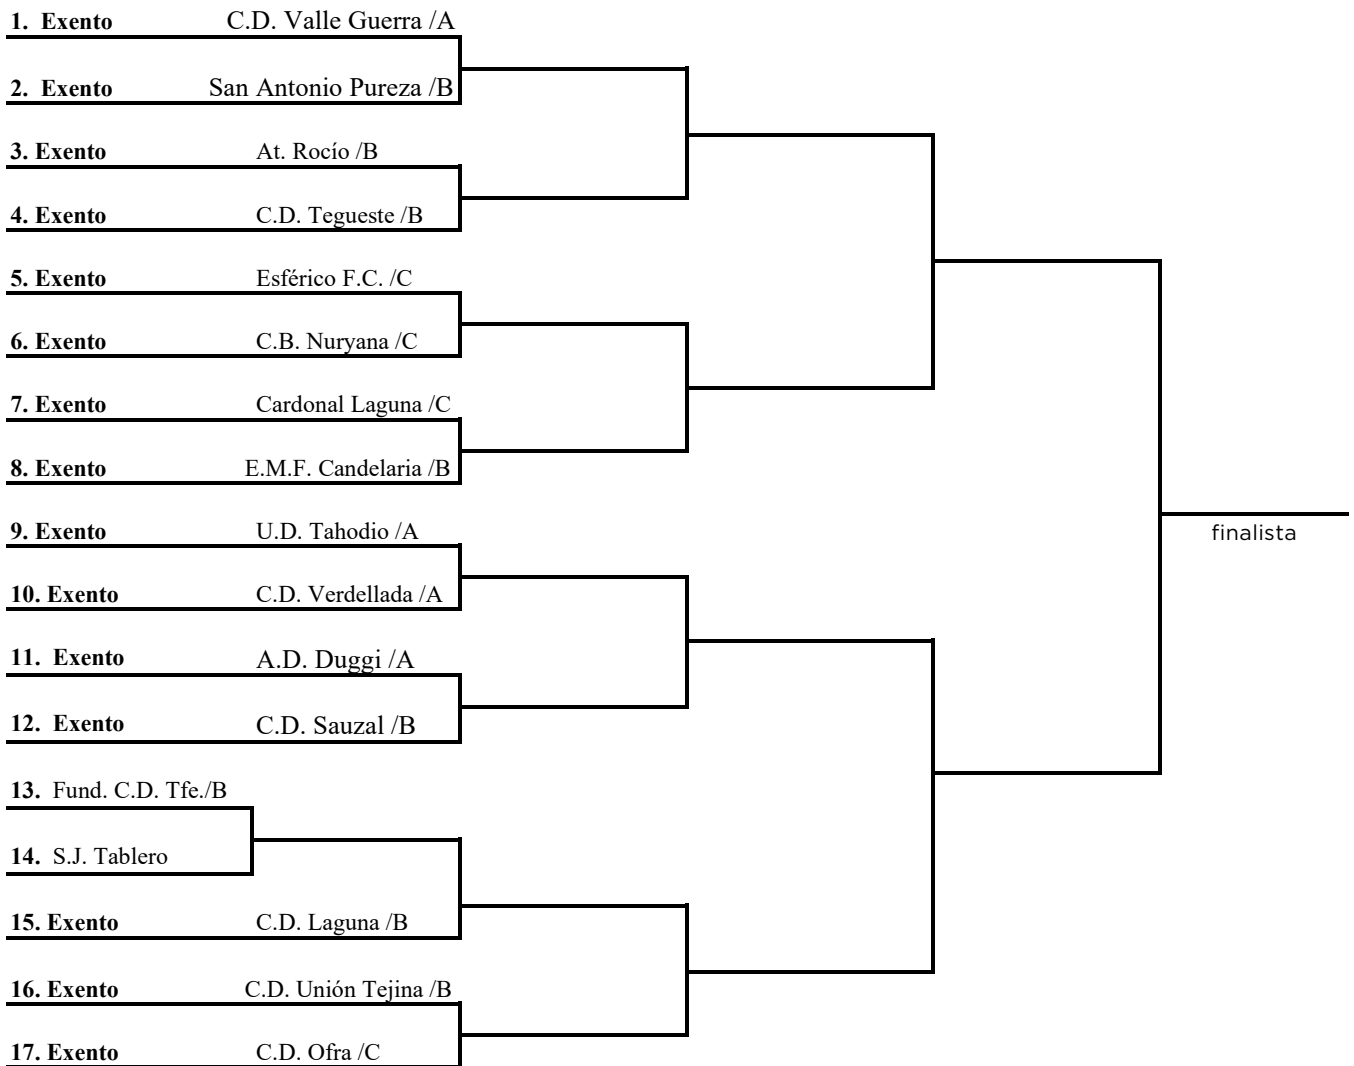 1. Exento C.D. Valle Guerra /A
2. Exento San Antonio Pureza /B
3. Exento At. Rocío /B
4. Exento C.D. Tegueste /B
5. Exento Esférico F.C. /C
6. Exento C.B. Nuryana /C
7. Exento Cardonal Laguna /C
8. Exento E.M.F. Candelaria /B
9. Exento U.D. Tahodio /A
finalista
10. Exento C.D. Verdellada /A
11. Exento A.D. Duggi /A
12. Exento C.D. Sauzal /B
13. Fund. C.D. Tfe./B
14. S.J. Tablero
15. Exento C.D. Laguna /B
16. Exento C.D. Unión Tejina /B
17. Exento C.D. Ofra /C